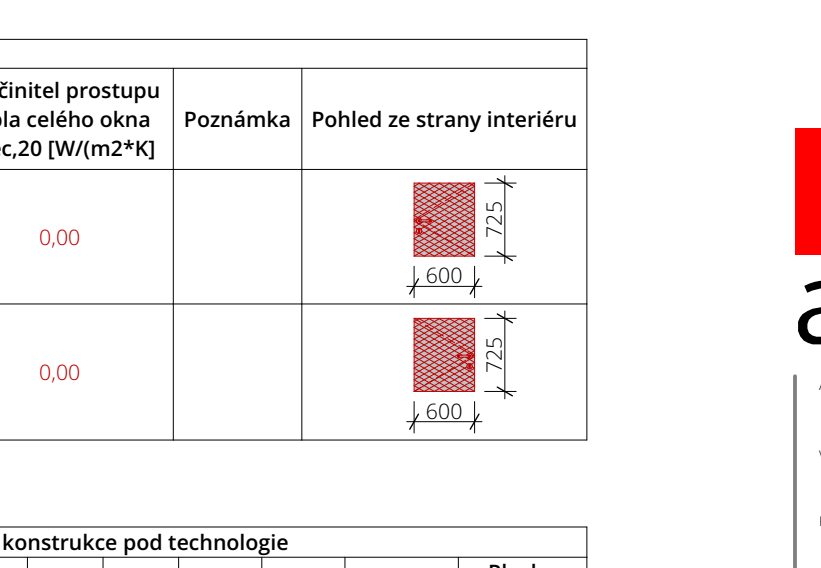 činitel prostupu
la celého okna
c,20 [W/(m2*K]
Poznámka
Pohled ze strany interiéru
0,00
725
600
0,00
725
600
konstrukce pod technologie
a